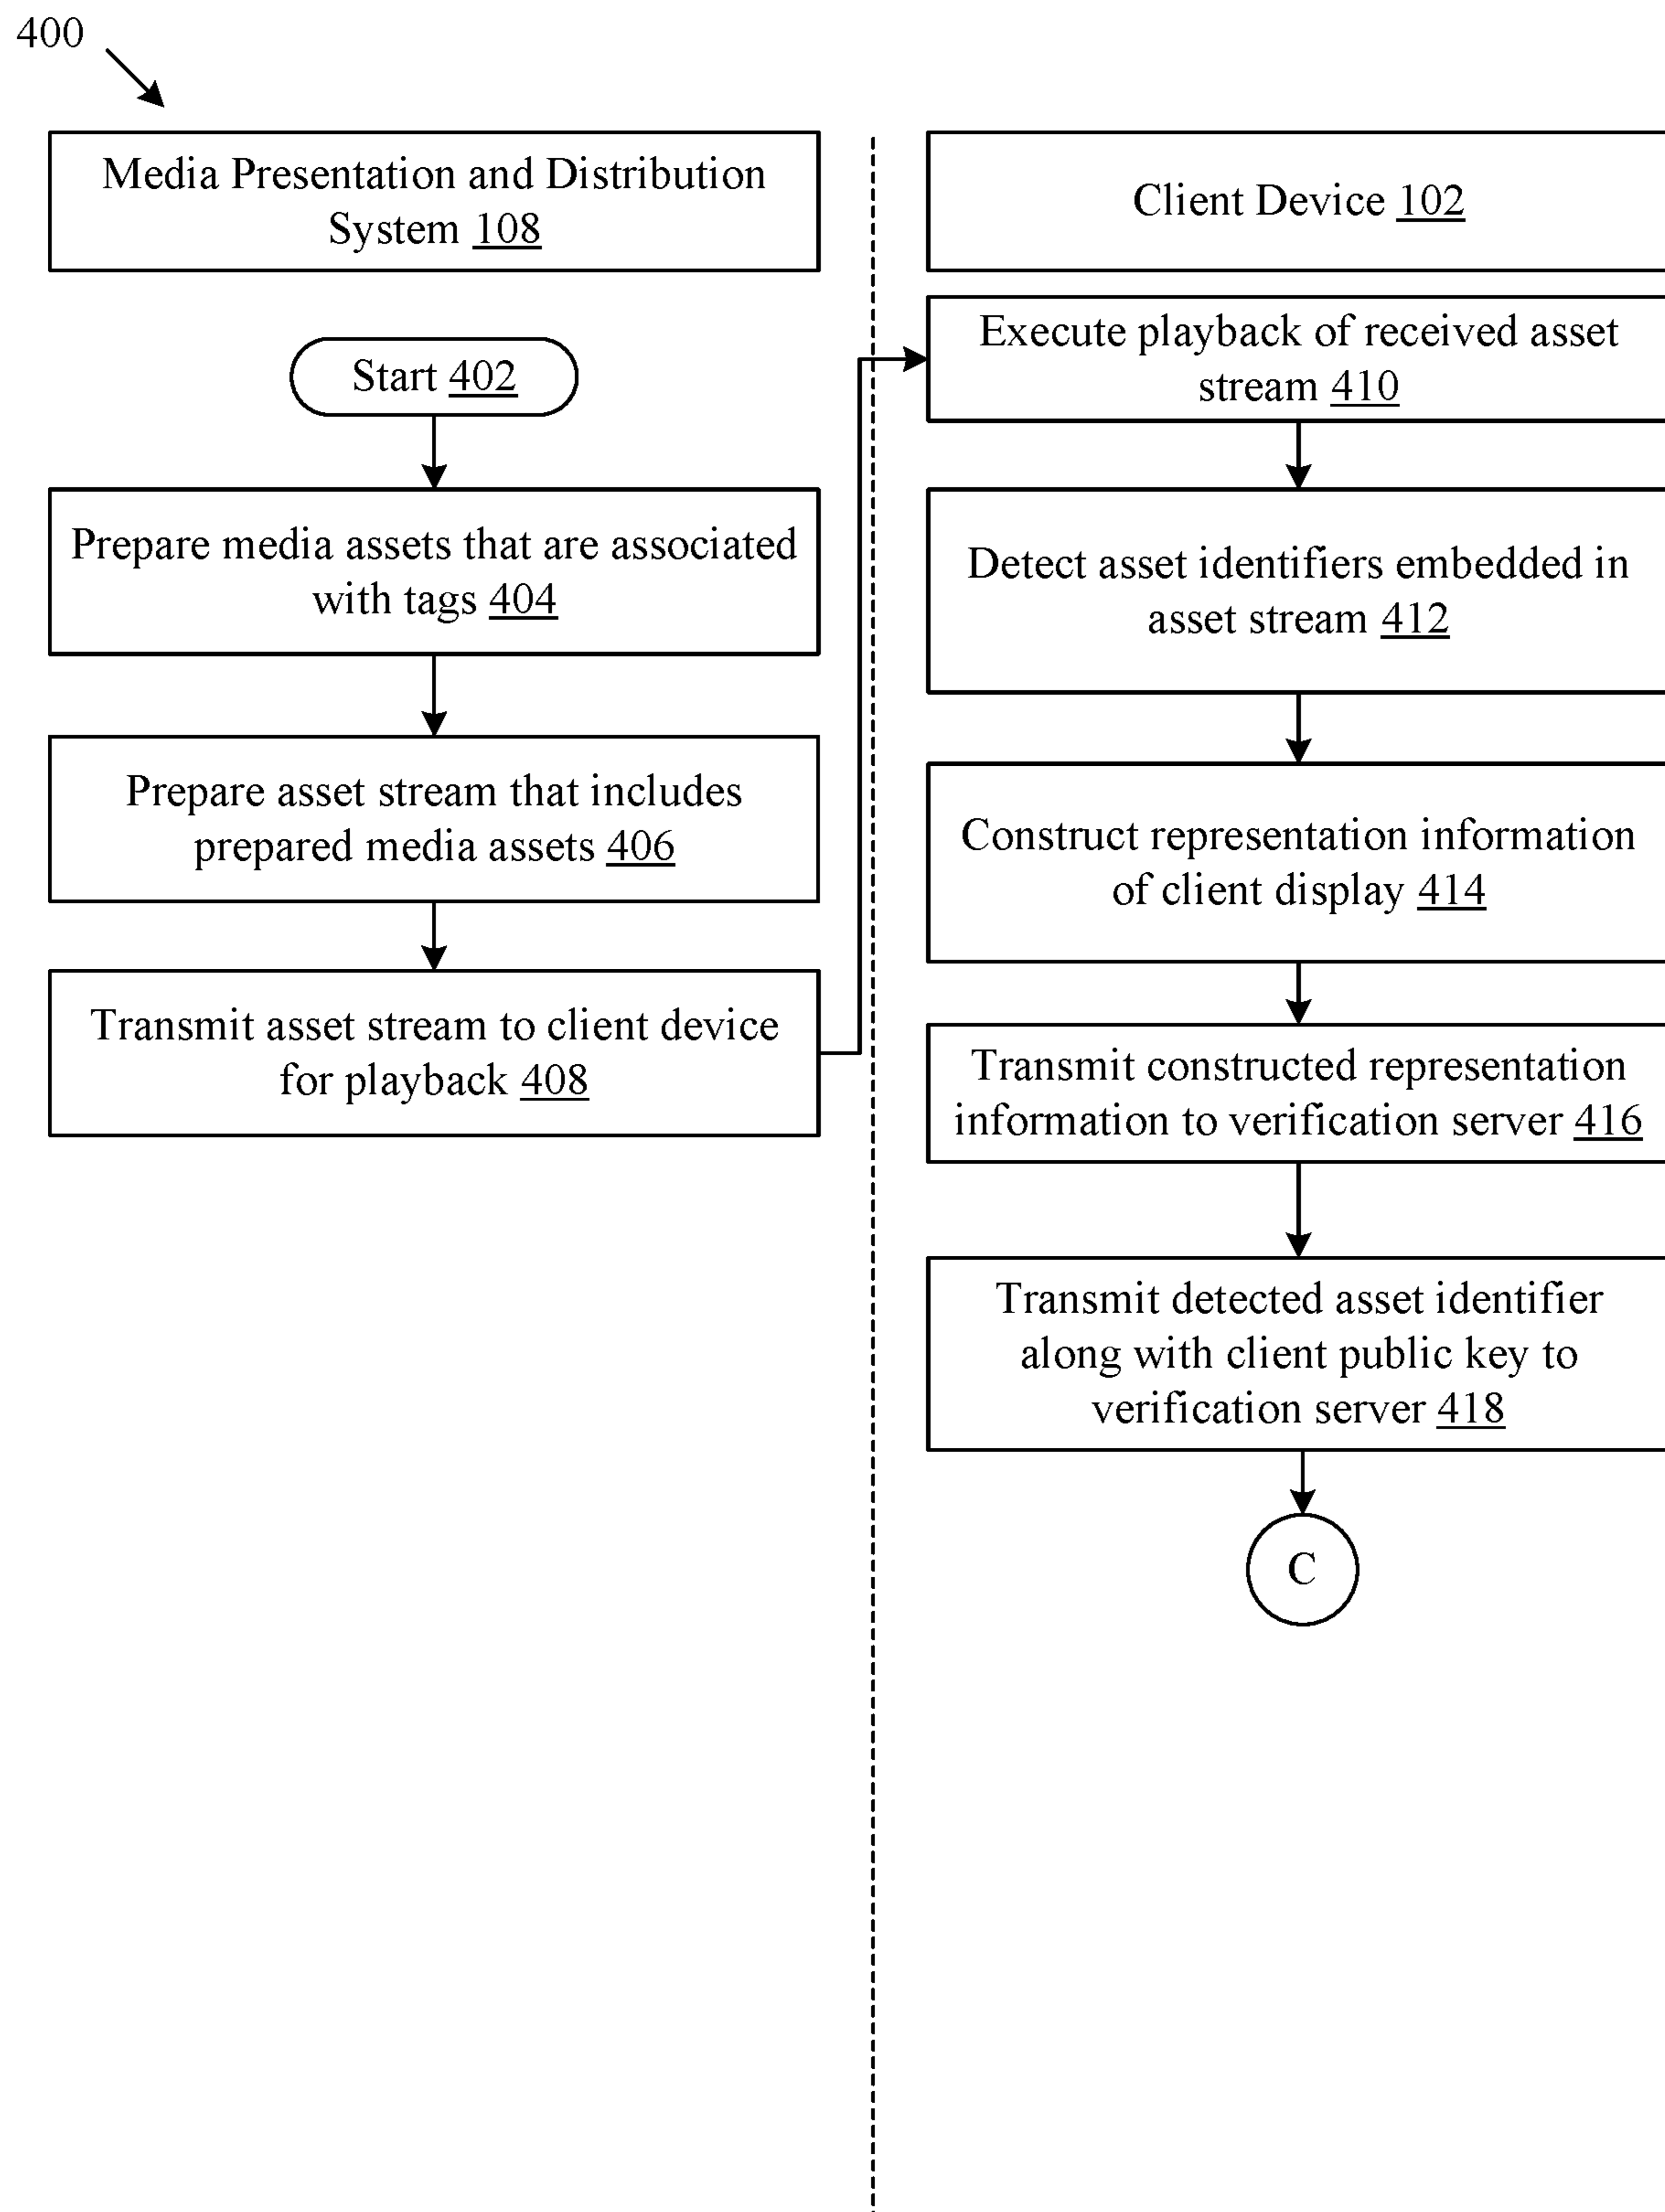 400
Media Presentation and Distribution
System 108
Start 402
Prepare media assets that are associated
with tags 404
Prepare asset stream that includes
prepared media assets 406
Transmit asset stream to client device
for playback 408
Client Device 102
Execute playback of received asset
stream 410
Detect asset identifiers embedded in
asset stream 412
Construct representation information
of client display 414
Transmit constructed representation
information to verification server 416
Transmit detected asset identifier
along with client public key to
verification server 418
C